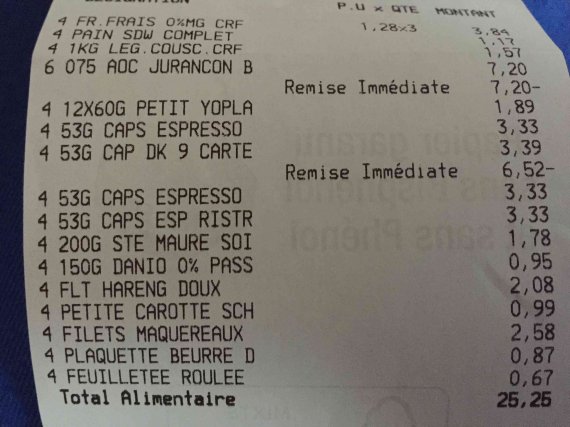 DESIGNATION P.U x QTE MONTANT
4 FR.FRAIS 0%MG CRF 1,28x3 3,84
4 PAIN SDW COMPLET 1,17
4 1KG LEG.COUSC.CRF 1,57
6 075 AOC JURANCON B 7,20
Remise Immédiate 7,20-
4 12X60G PETIT YOPLA 1,89
4 53G CAPS ESPRESSO 3,33
4 53G CAP DK 9 CARTE 3,39
Remise Immédiate 6,52-
4 53G CAPS ESPRESSO 3,33
4 53G CAPS ESP RISTR 3,33
4 200G STE MAURE SOI 1,78
4 150G DANIO 0% PASS 0,95
4 FLT HARENG DOUX 2,08
4 PETITE CAROTTE SCH 0,99
4 FILETS MAQUEREAUX 2,58
4 PLAQUETTE BEURRE D 0,87
4 FEUILLETEE ROULEE 0,67
Total Alimentaire 25,25